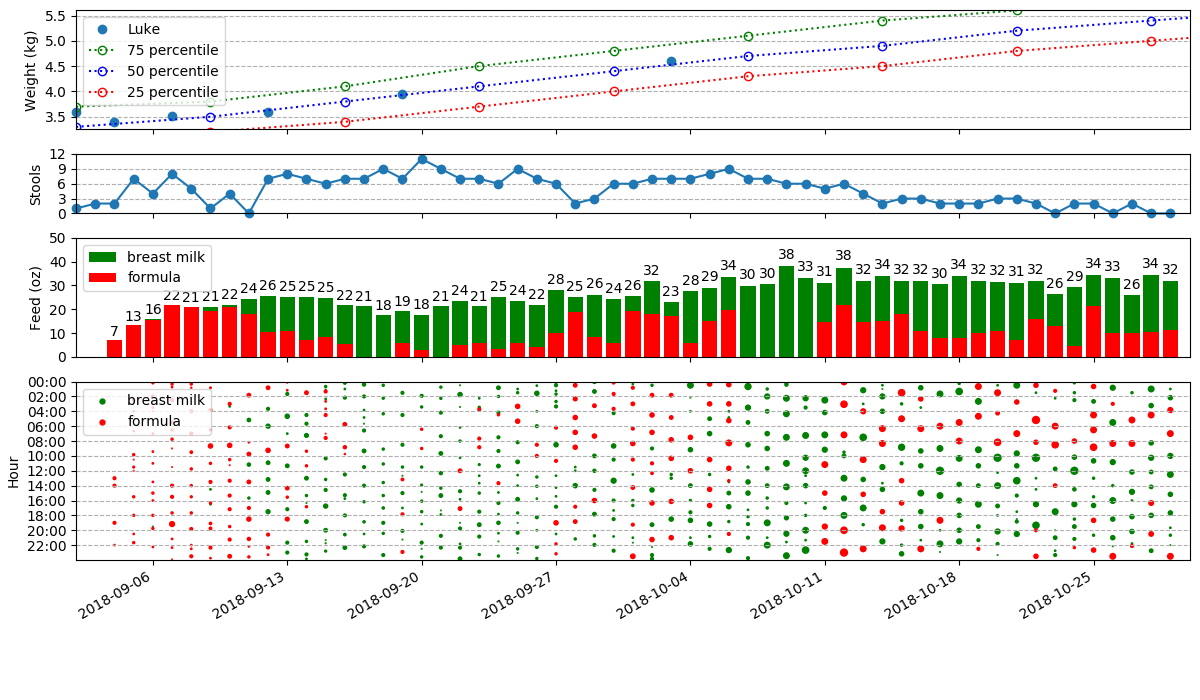 Weight (kg)
5.5
5.0
4.5
4.0
3.5
Luke
75 percentile
50 percentile
25 percentile
Stools
12
9
6
3
0
Feed (oz)
50
40
30
20
10
0
breast milk
formula
7 13 16 22 21 21 22 24 26 25 25 25 22 21 18 19 18 21 24 21 25 24 22 28 25 26 24 26 32 23 28 29 34 30 30 38 33 31 38 32 34 32 32 30 34 32 32 31 32 26 29 34 33 26 34 32
Hour
00:00
02:00
04:00
06:00
08:00
10:00
12:00
14:00
16:00
18:00
20:00
22:00
breast milk
formula
2018-09-06 2018-09-13 2018-09-20 2018-09-27 2018-10-04 2018-10-11 2018-10-18 2018-10-25